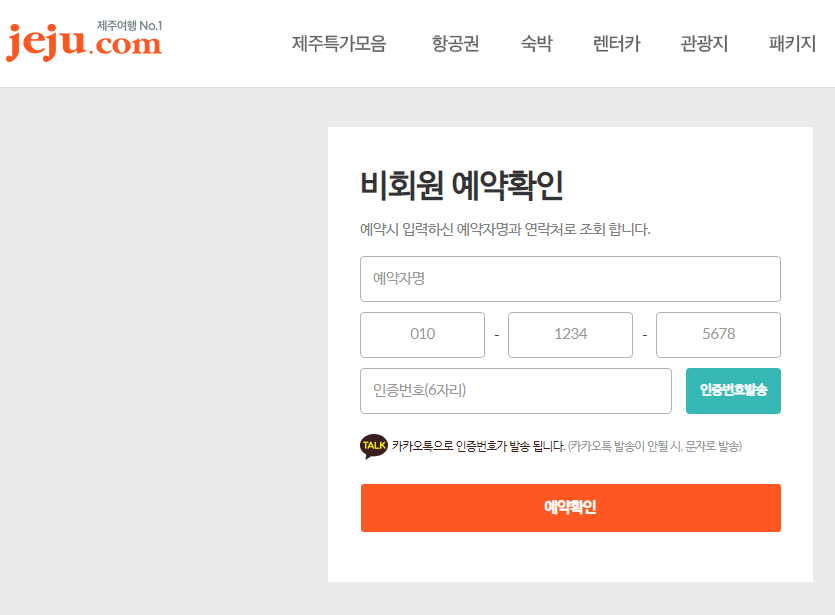 제주여행 No.1
jeju.com
제주특가모음 항공권 숙박 렌터카 관광지 패키지
비회원 예약확인
예약시 입력하신 예약자명과 연락처로 조회 합니다.
예약자명
010 - 1234 - 5678
인증번호(6자리) 인증번호발송
TALK 카카오톡으로 인증번호가 발송 됩니다. (카카오톡 발송이 안될 시, 문자로 발송)
예약확인